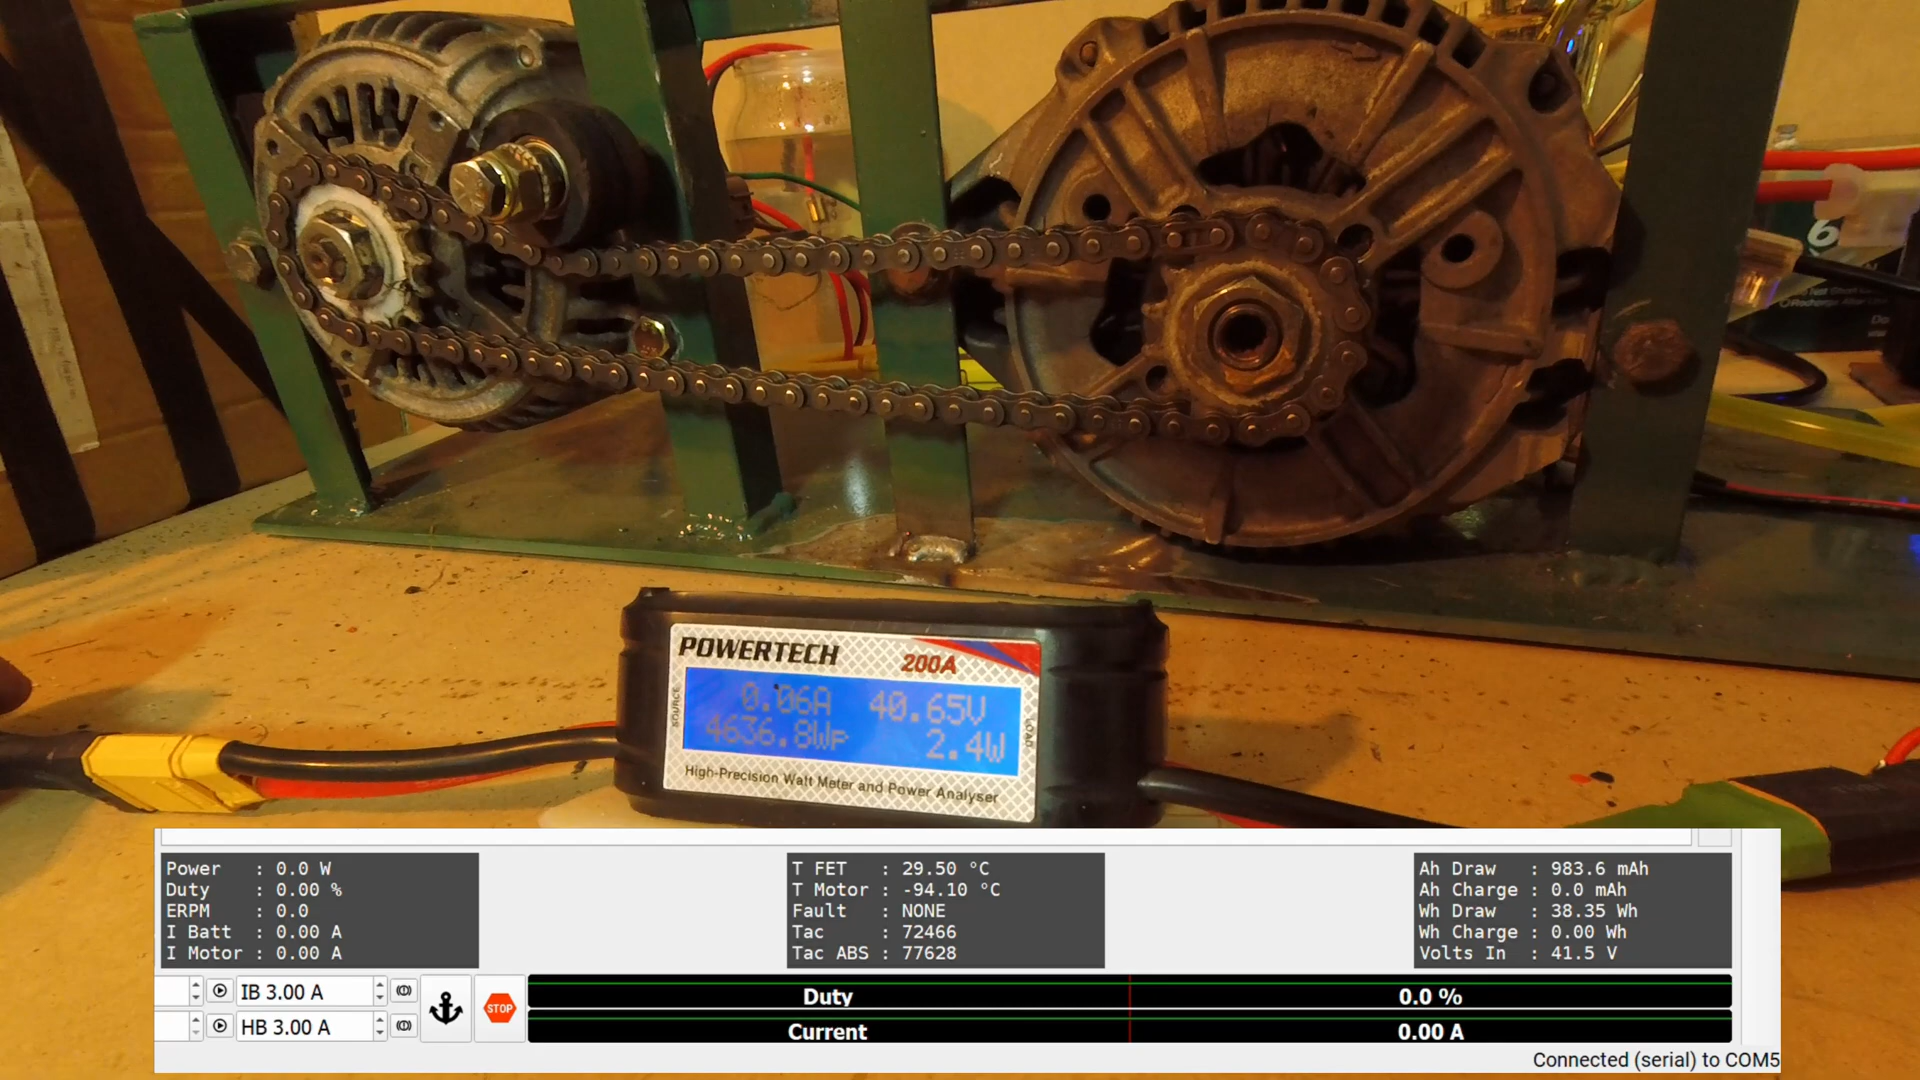 6
POWERTECH
200A
SOURCE
LOAD
0.06A 40.65V
4636.8Wp 2.4W
High-Precision Watt Meter and Power Analyser
Power : 0.0 W
Duty : 0.00 %
ERPM : 0.0
I Batt : 0.00 A
I Motor : 0.00 A
T FET : 29.50 °C
T Motor : -94.10 °C
Fault : NONE
Tac : 72466
Tac ABS : 77628
Ah Draw : 983.6 mAh
Ah Charge : 0.0 mAh
Wh Draw : 38.35 Wh
Wh Charge : 0.00 Wh
Volts In : 41.5 V
IB 3.00 A
HB 3.00 A
STOP
Duty 0.0 %
Current 0.00 A
Connected (serial) to COM5